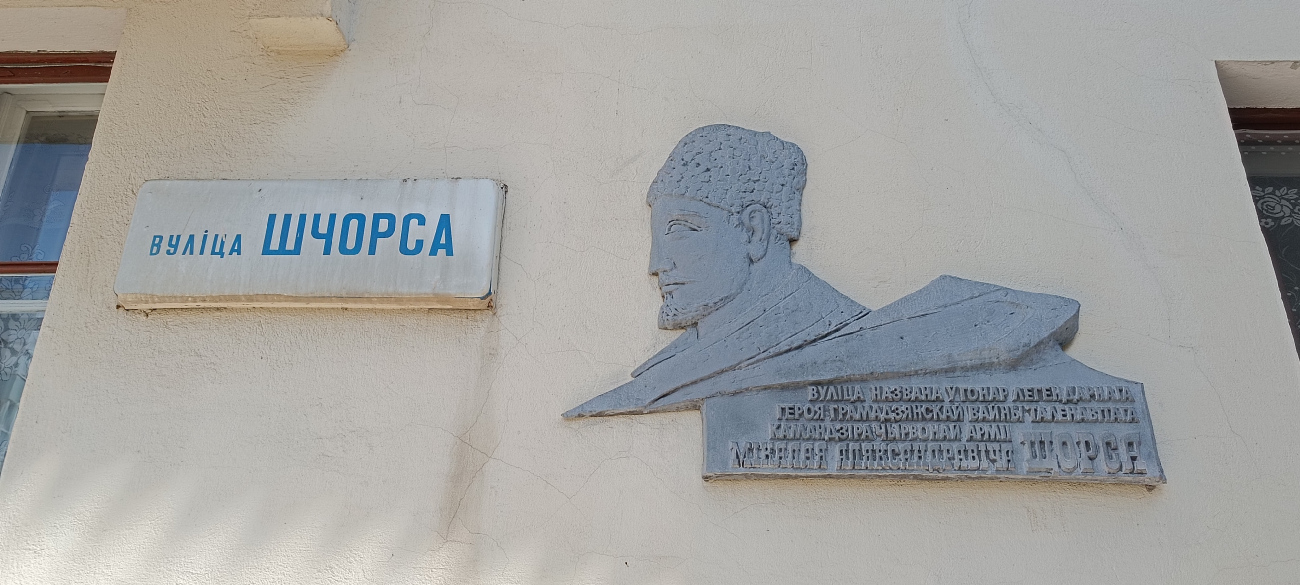 вуліца ШЧОРСА
ВУЛІЦА НАЗВАНА Ў ГОНАР ЛЕГЕНДАРНАГА
ГЕРОЯ ГРАМАДЗЯНСКАЙ ВАЙНЫ ТАЛЕНАВІТАГА
КАМАНДЗІРА ЧЫРВОНАЙ АРМІІ
МІКАЛАЯ АЛЯКСАНДРАВІЧА ШЧОРСА